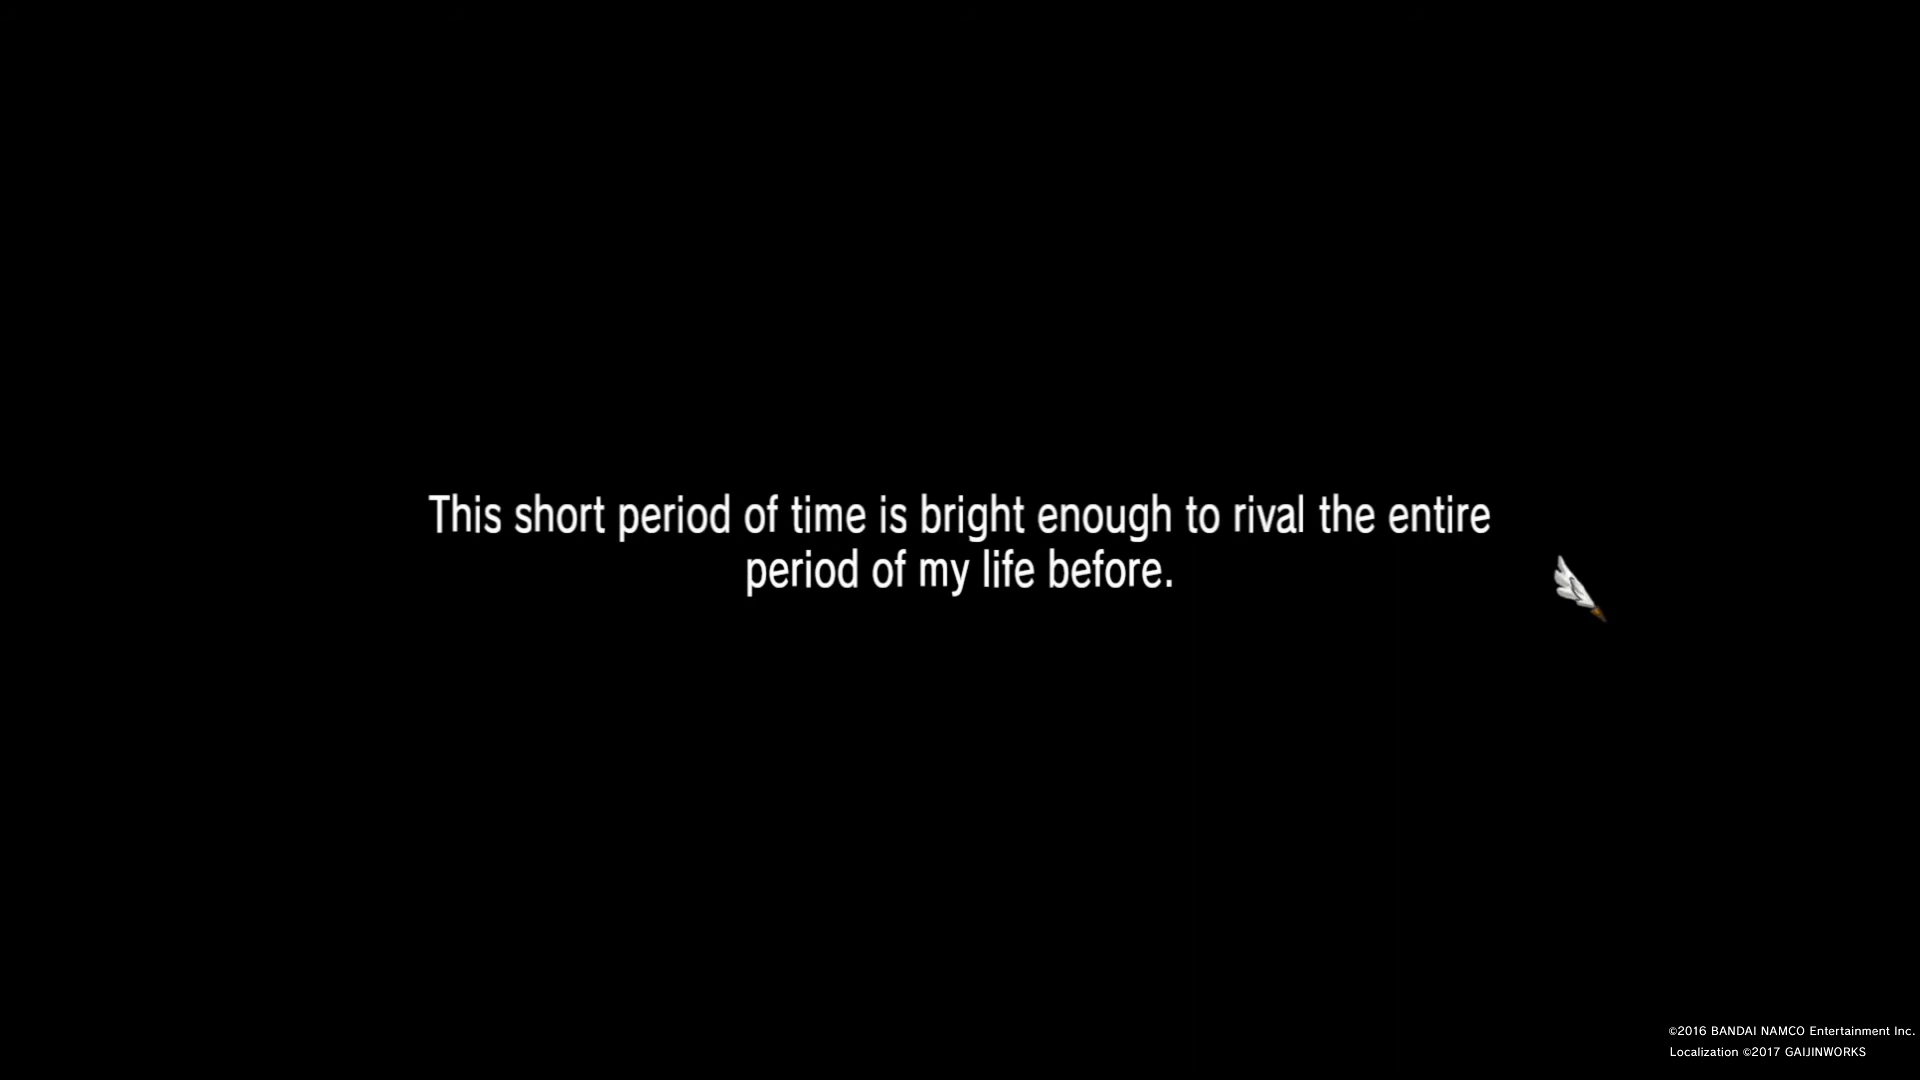 This short period of time is bright enough to rival the entire
period of my life before.
©2016 BANDAI NAMCO Entertainment Inc.
Localization ©2017 GAIJINWORKS